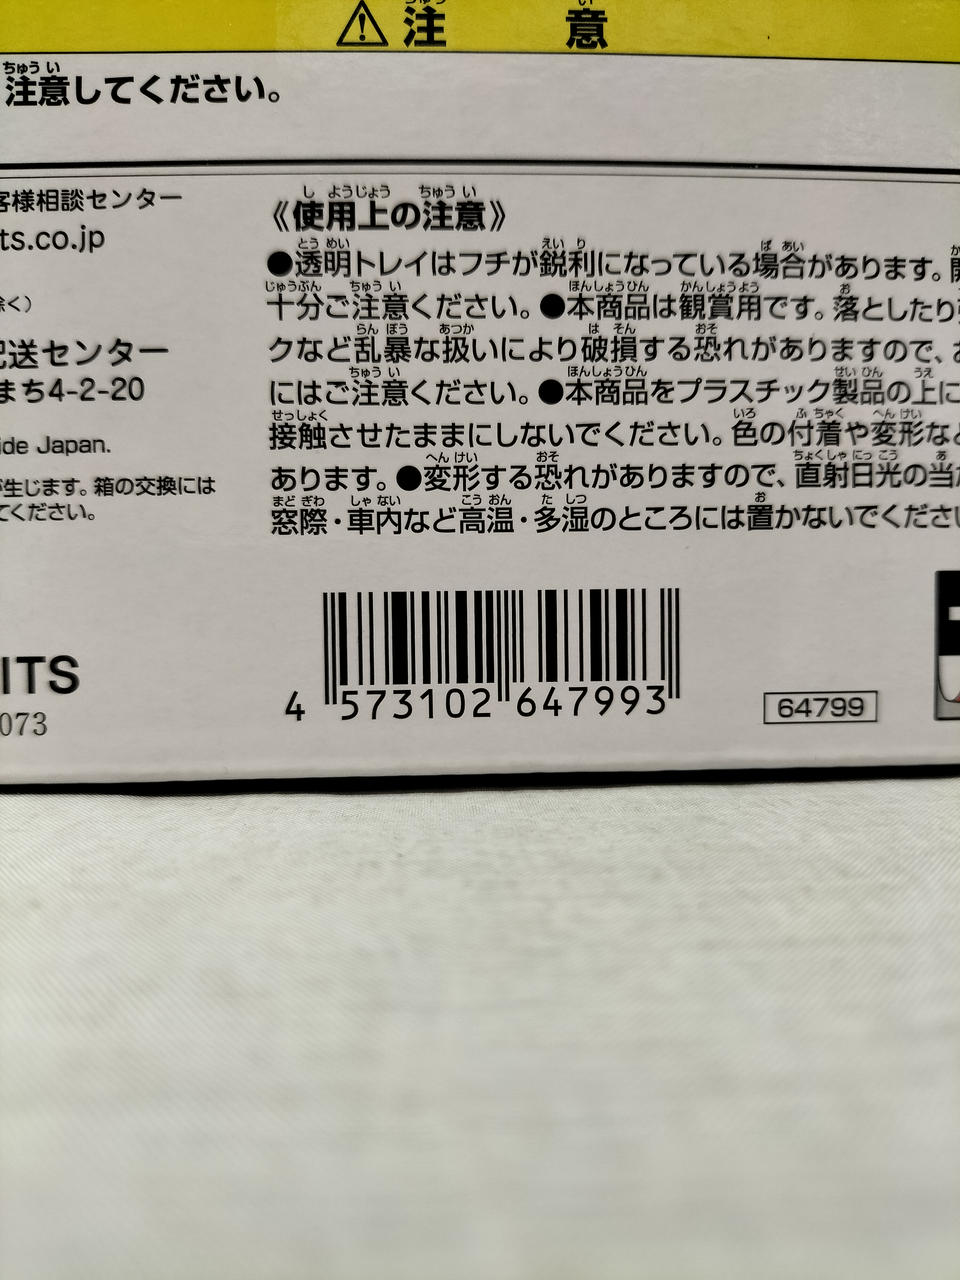 ⚠注 意
注意してください。
客様相談センター
ts.co.jp
除く）
配送センター
まち4-2-20
ide Japan.
が生じます。箱の交換には
てください。
ITS
073
《使用上の注意》
●透明トレイはフチが鋭利になっている場合があります。開
十分ご注意ください。●本商品は観賞用です。落としたり
クなど乱暴な扱いにより破損する恐れがありますので、お
にはご注意ください。●本商品をプラスチック製品の上に
接触させたままにしないでください。色の付着や変形など
あります。●変形する恐れがありますので、直射日光の当た
窓際・車内など高温・多湿のところには置かないでくださ
4 573102 647993
64799